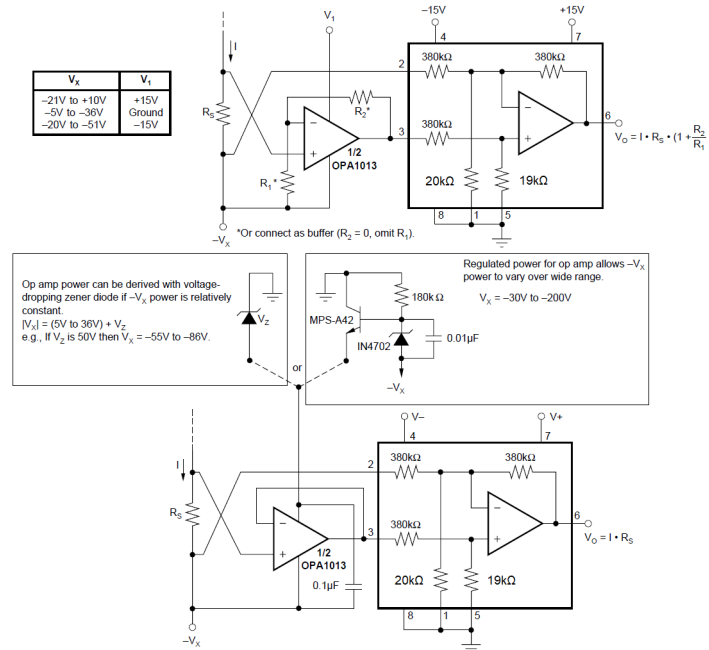 VX V1
–21V to +10V +15V
–5V to –36V Ground
–20V to –51V –15V
V1
I
RS
R2*
R1*
–
+
1/2
OPA1013
–VX
*Or connect as buffer (R2 = 0, omit R1).
–15V +15V
4 7
2
380kΩ 380kΩ
3
380kΩ
–
+
6
VO = I • RS • (1 + R2
R1
20kΩ 19kΩ
8 1 5
Op amp power can be derived with voltage-
dropping zener diode if –VX power is relatively
constant.
|VX| = (5V to 36V) + VZ
e.g., If VZ is 50V then VX = –55V to –86V.
VZ
or
Regulated power for op amp allows –VX
power to vary over wide range.
VX = –30V to –200V
180kΩ
MPS-A42
IN4702
0.01µF
–VX
I
RS
–
+
1/2
OPA1013
0.1µF
–VX
V– V+
4 7
2
380kΩ 380kΩ
3
380kΩ
–
+
6
VO = I • RS
20kΩ 19kΩ
8 1 5